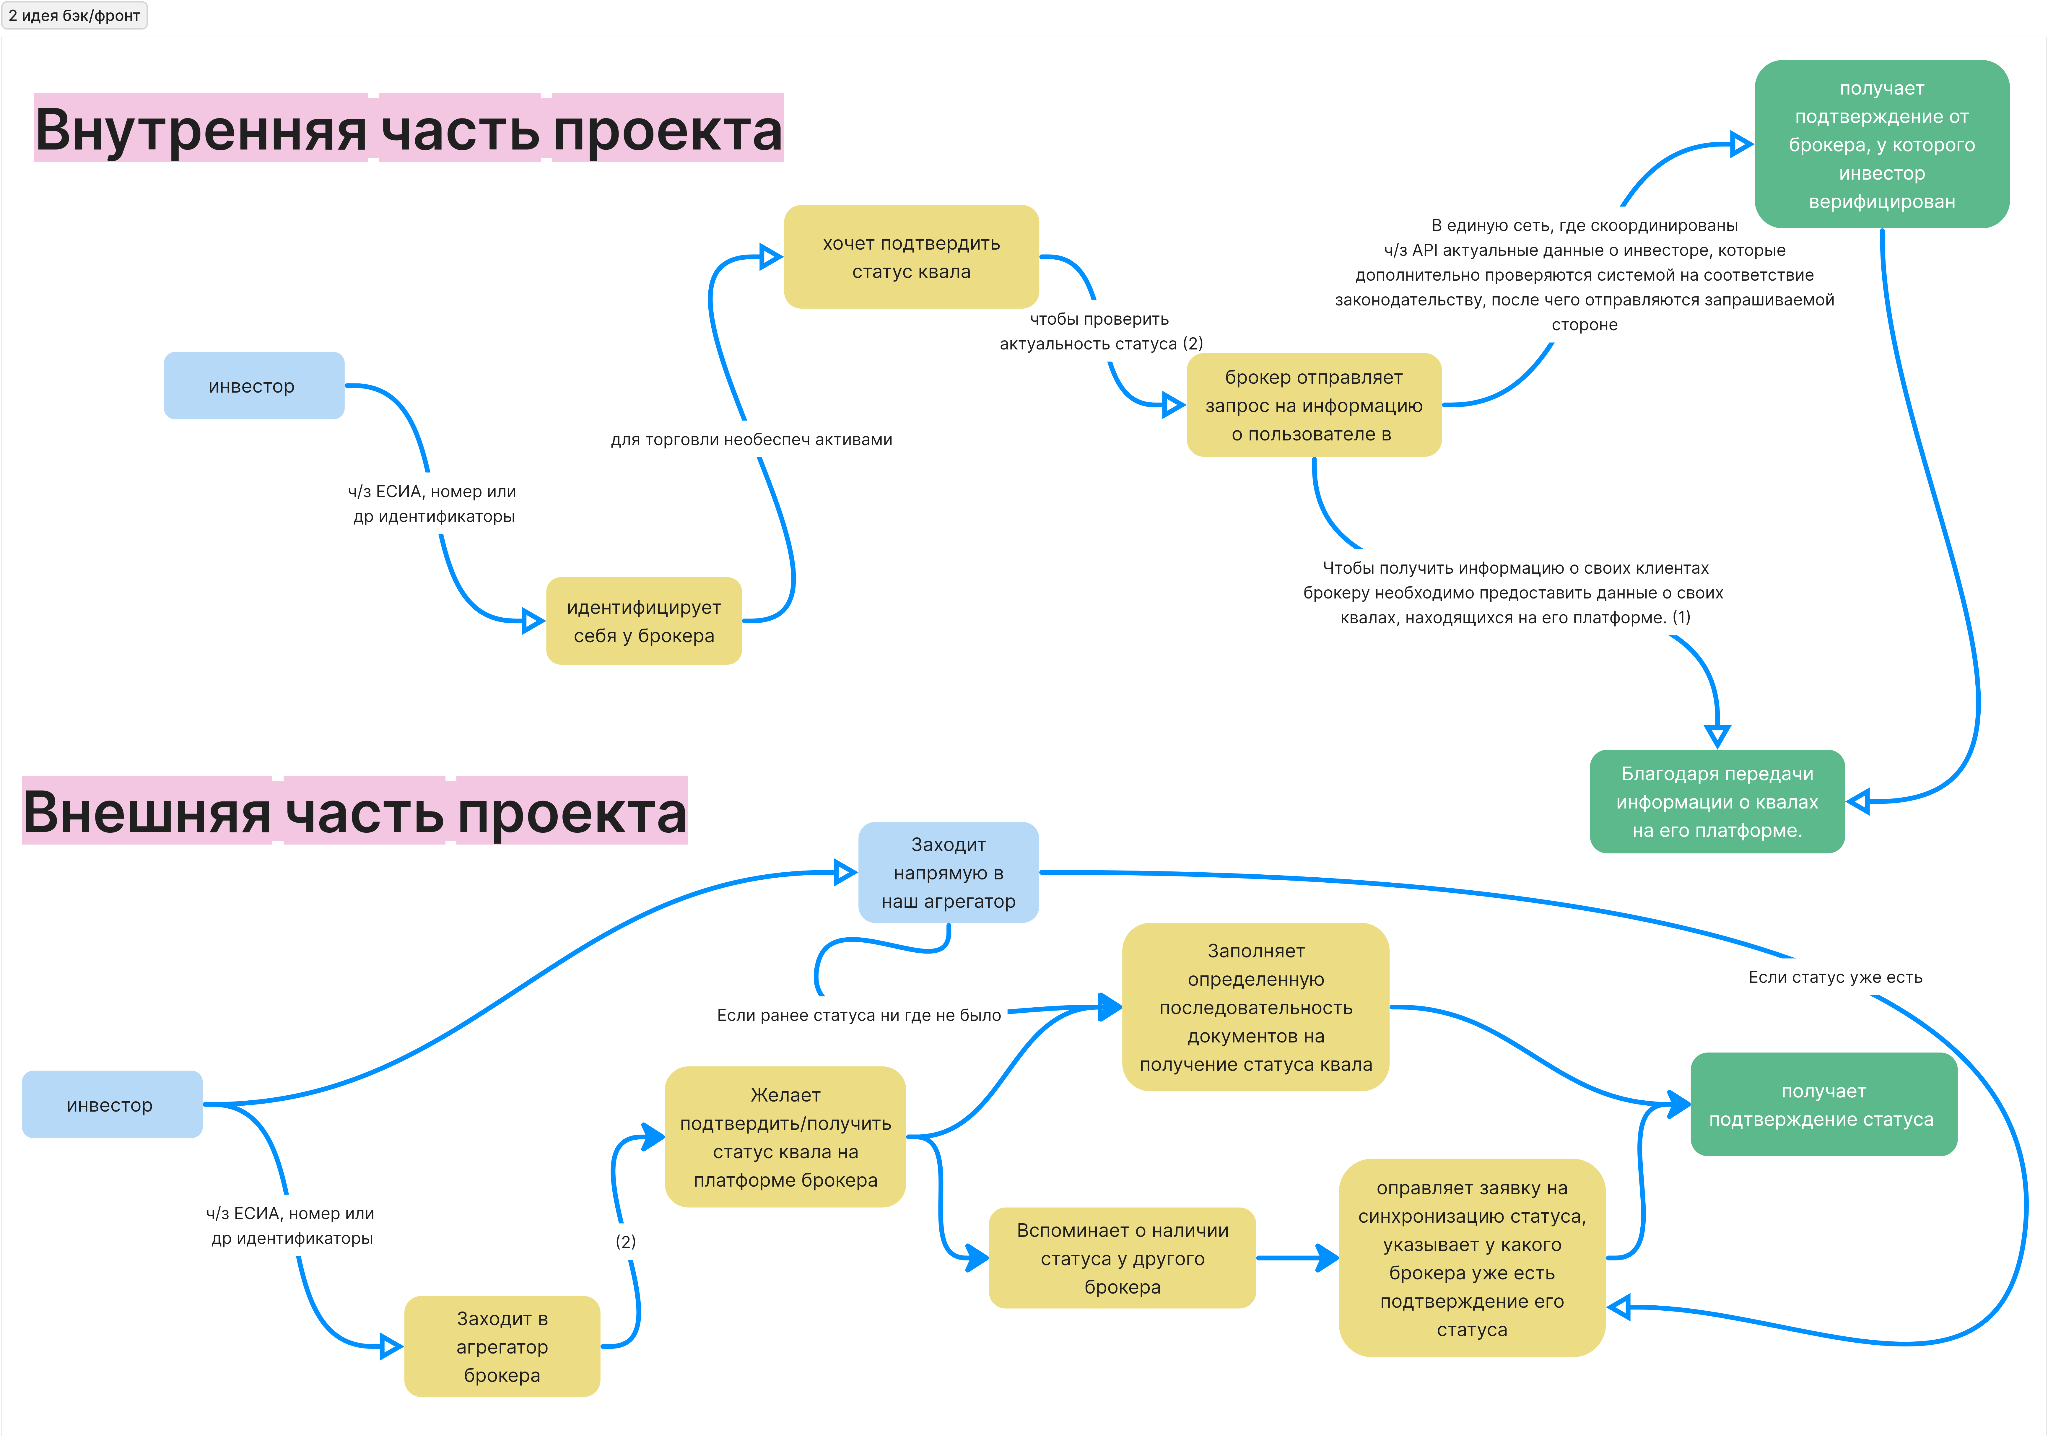 2 идея бэк/фронт
Внутренняя часть проекта
получает
подтверждение от
брокера, у которого
инвестор
верифицирован
хочет подтвердить
статус квала
В единую сеть, где скоординированы
ч/з API актуальные данные о инвесторе, которые
дополнительно проверяются системой на соответствие
законодательству, после чего отправляются запрашиваемой
стороне
чтобы проверить
актуальность статуса (2)
инвестор
брокер отправляет
запрос на информацию
о пользователе в
для торговли необеспеч активами
ч/з ЕСИА, номер или
др идентификаторы
Чтобы получить информацию о своих клиентах
брокеру необходимо предоставить данные о своих
квалах, находящихся на его платформе. (1)
идентифицирует
себя у брокера
Благодаря передачи
информации о квалах
на его платформе.
Внешняя часть проекта
Заходит
напрямую в
наш агрегатор
Заполняет
определенную
последовательность
документов на
получение статуса квала
Если статус уже есть
Если ранее статуса ни где не было
инвестор
Желает
подтвердить/получить
статус квала на
платформе брокера
получает
подтверждение статуса
ч/з ЕСИА, номер или
др идентификаторы
(2)
Вспоминает о наличии
статуса у другого
брокера
оправляет заявку на
синхронизацию статуса,
указывает у какого
брокера уже есть
подтверждение его
статуса
Заходит в
агрегатор
брокера